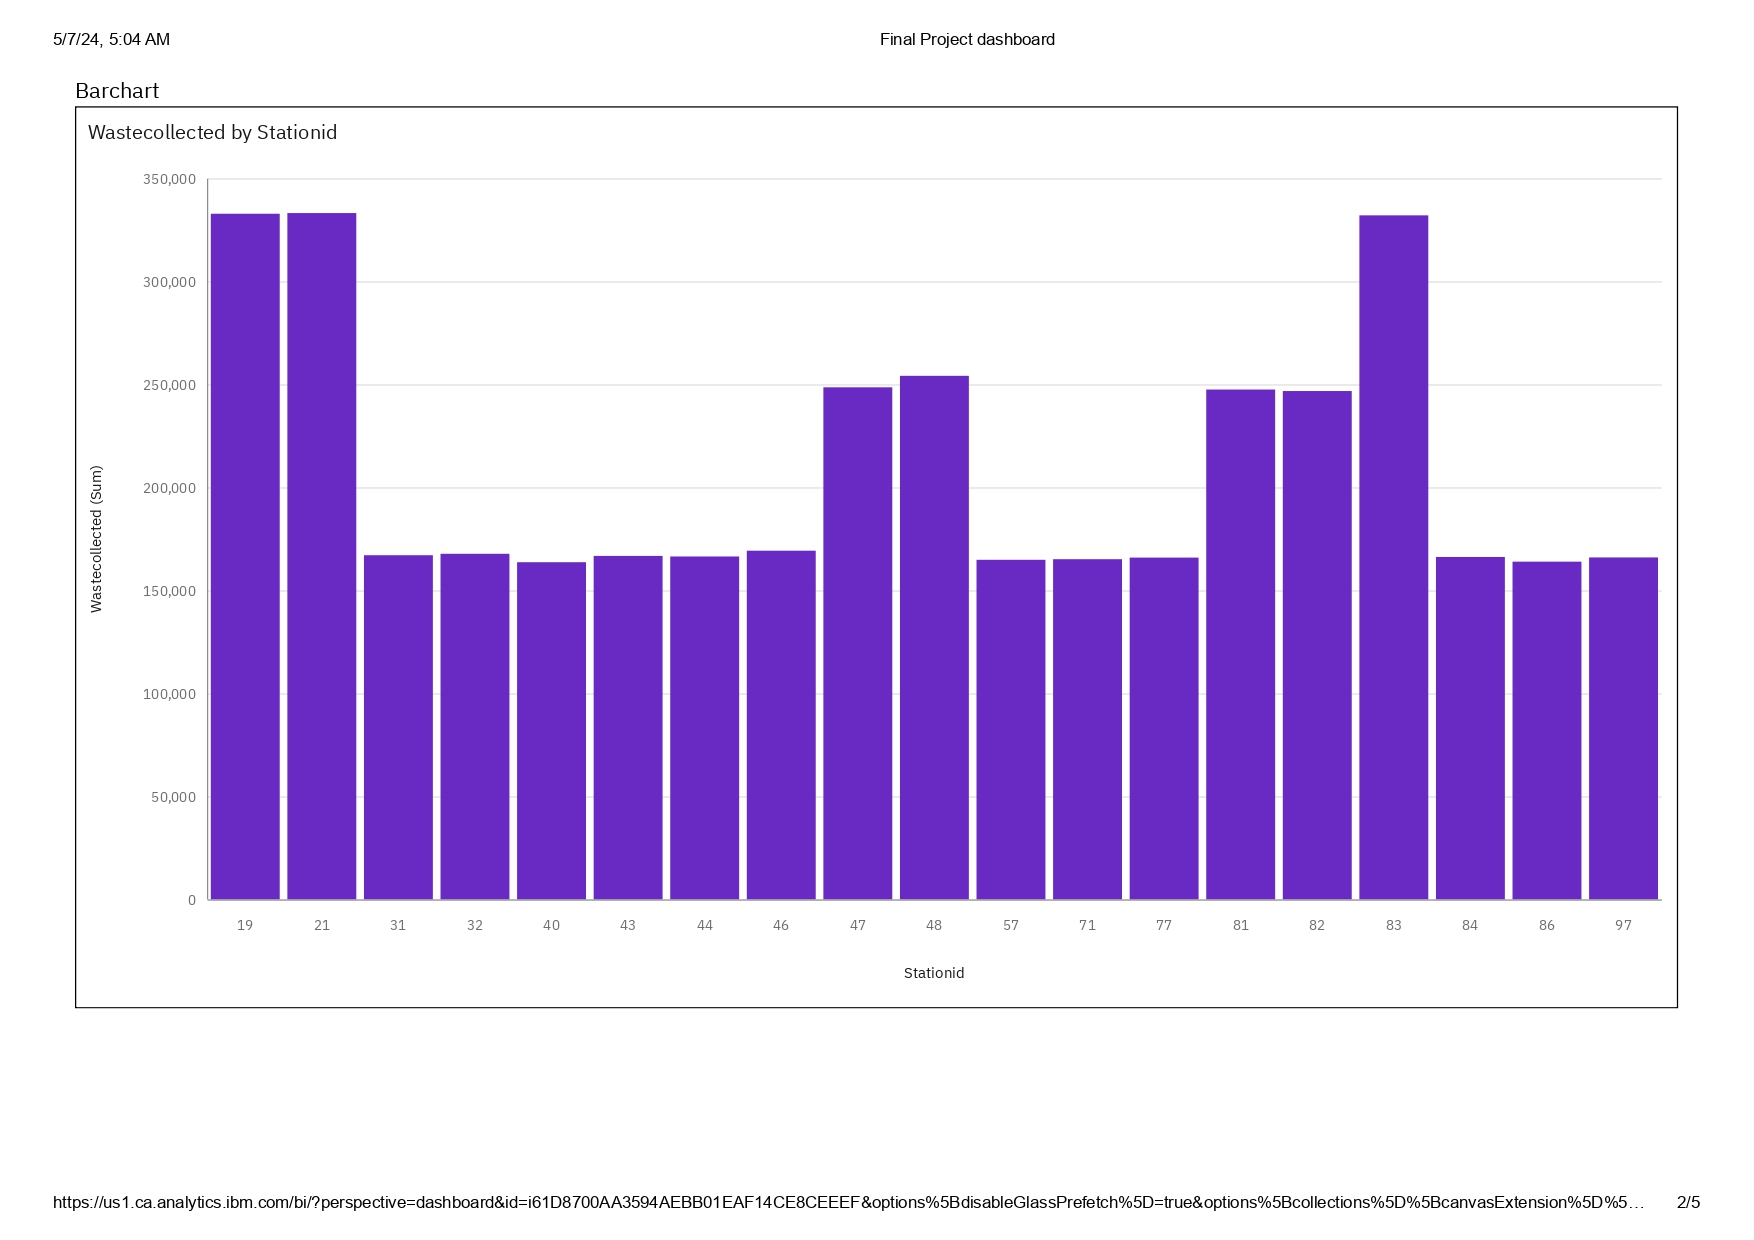 5/7/24, 5:04 AM
Final Project dashboard
Barchart
Wastecollected by Stationid
350,000
300,000
250,000
200,000
150,000
100,000
50,000
0
Wastecollected (Sum)
19 21 31 32 40 43 44 46 47 48 57 71 77 81 82 83 84 86 97
Stationid
https://us1.ca.analytics.ibm.com/bi/?perspective=dashboard&id=i61D8700AA3594AEBB01EAF14CE8CEEEF&options%5BdisableGlassPrefetch%5D=true&options%5Bcollections%5D%5BcanvasExtension%5D%5…
2/5